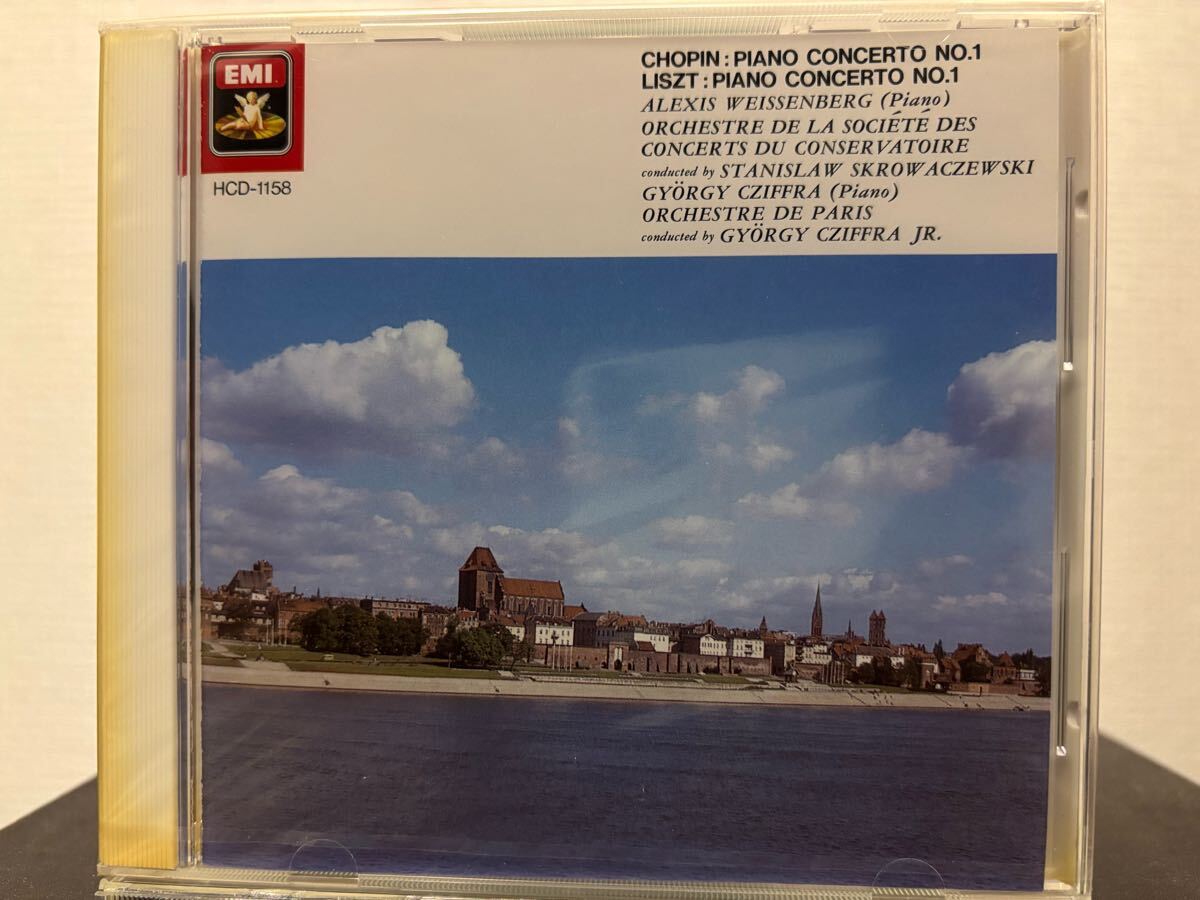 EMI
HCD-1158
CHOPIN : PIANO CONCERTO NO.1
LISZT : PIANO CONCERTO NO.1
ALEXIS WEISSENBERG (Piano)
ORCHESTRE DE LA SOCIÉTÉ DES
CONCERTS DU CONSERVATOIRE
conducted by STANISLAW SKROWACZEWSKI
GYÖRGY CZIFFRA (Piano)
ORCHESTRE DE PARIS
conducted by GYÖRGY CZIFFRA JR.